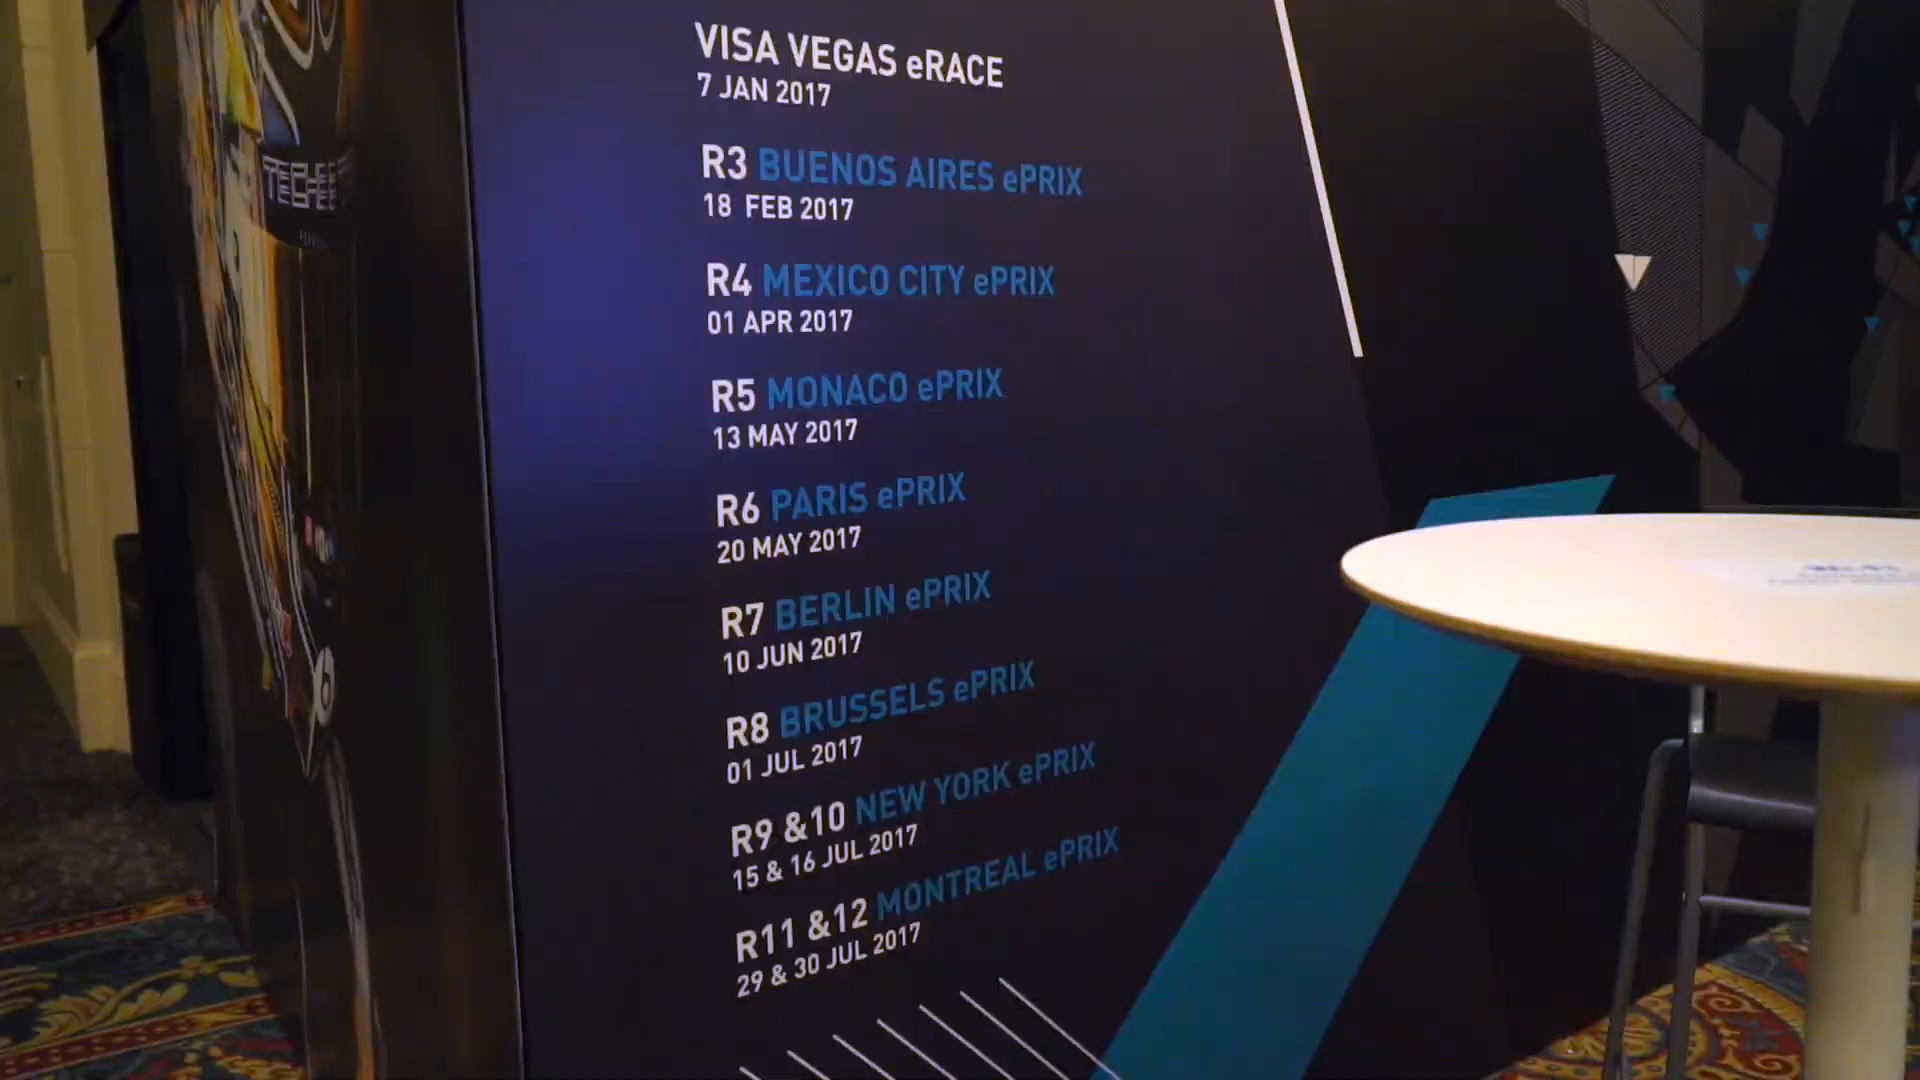 VISA VEGAS eRACE
7 JAN 2017
R3 BUENOS AIRES ePRIX
18 FEB 2017
R4 MEXICO CITY ePRIX
01 APR 2017
R5 MONACO ePRIX
13 MAY 2017
R6 PARIS ePRIX
20 MAY 2017
R7 BERLIN ePRIX
10 JUN 2017
R8 BRUSSELS ePRIX
01 JUL 2017
R9 &10 NEW YORK ePRIX
15 & 16 JUL 2017
R11 &12 MONTREAL ePRIX
29 & 30 JUL 2017